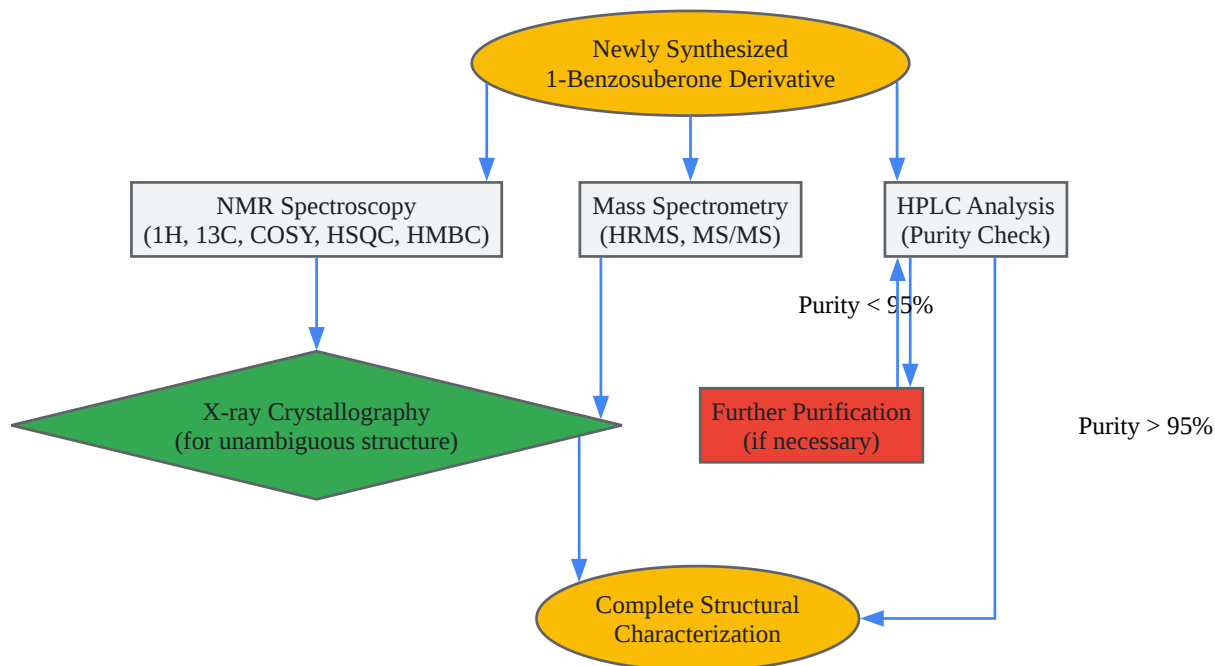 Newly Synthesized
1-Benzosuberone Derivative
NMR Spectroscopy
(1H, 13C, COSY, HSQC, HMBC)
Mass Spectrometry
(HRMS, MS/MS)
HPLC Analysis
(Purity Check)
Purity < 95%
X-ray Crystallography
(for unambiguous structure)
Further Purification
(if necessary)
Purity > 95%
Complete Structural
Characterization